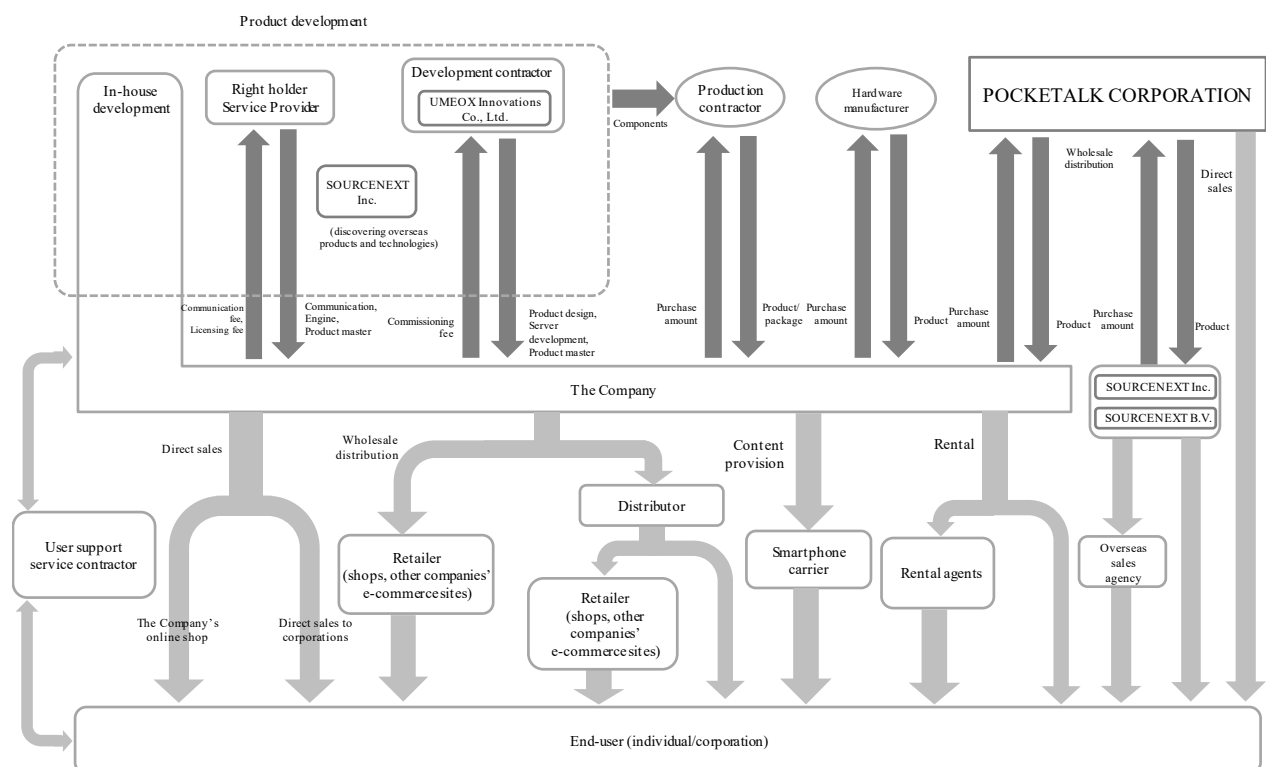 Product development
In-house
development
Right holder
Service Provider
Development contractor
UMEOX Innovations
Co., Ltd.
SOURCENEXT
Inc.
(discovering overseas
products and technologies)
Components
Production
contractor
Hardware
manufacturer
POCKETALK CORPORATION
Wholesale
distribution
Direct
sales
Communication
fee,
Licensing fee
Communication,
Engine,
Product master
Commissioning
fee
Product design,
Server
development,
Product master
Purchase
amount
Product/
package
Purchase
amount
Product
Purchase
amount
Product
Purchase
amount
Product
The Company
SOURCENEXT Inc.
SOURCENEXT B.V.
Direct sales
Wholesale
distribution
Content
provision
Rental
Distributor
User support
service contractor
Retailer
(shops, other companies’
e-commerce sites)
Smartphone
carrier
Rental agents
Overseas
sales
agency
Retailer
(shops, other
companies’
e-commerce sites)
The Company’s
online shop
Direct sales to
corporations
End-user (individual/corporation)